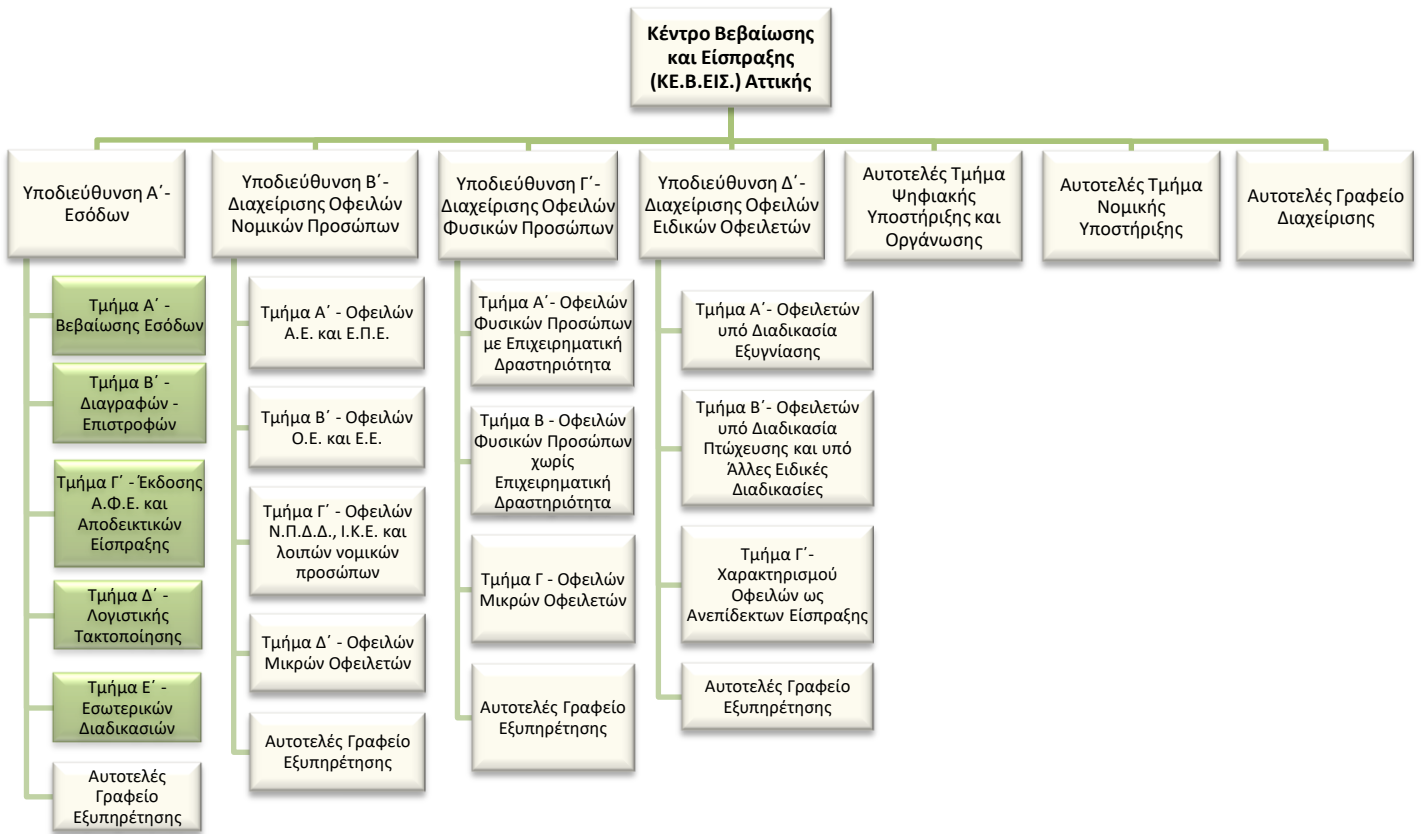 Κέντρο Βεβαίωσης
και Είσπραξης
(ΚΕ.Β.ΕΙΣ.) Αττικής
Υποδιεύθυνση Α΄-
Εσόδων
Τμήμα Α΄ -
Βεβαίωσης Εσόδων
Τμήμα Β΄ -
Διαγραφών -
Επιστροφών
Τμήμα Γ΄ - Έκδοσης
Α.Φ.Ε. και
Αποδεικτικών
Είσπραξης
Τμήμα Δ΄ -
Λογιστικής
Τακτοποίησης
Τμήμα Ε΄ -
Εσωτερικών
Διαδικασιών
Αυτοτελές
Γραφείο
Εξυπηρέτησης
Υποδιεύθυνση Β΄-
Διαχείρισης Οφειλών
Νομικών Προσώπων
Τμήμα Α΄ - Οφειλών
Α.Ε. και Ε.Π.Ε.
Τμήμα Β΄ - Οφειλών
Ο.Ε. και Ε.Ε.
Τμήμα Γ΄ - Οφειλών
Ν.Π.Δ.Δ., Ι.Κ.Ε. και
λοιπών νομικών
προσώπων
Τμήμα Δ΄ - Οφειλών
Μικρών Οφειλετών
Αυτοτελές Γραφείο
Εξυπηρέτησης
Υποδιεύθυνση Γ΄-
Διαχείρισης Οφειλών
Φυσικών Προσώπων
Τμήμα Α΄- Οφειλών
Φυσικών Προσώπων
με Επιχειρηματική
Δραστηριότητα
Τμήμα Β - Οφειλών
Φυσικών Προσώπων
χωρίς
Επιχειρηματική
Δραστηριότητα
Τμήμα Γ - Οφειλών
Μικρών Οφειλετών
Αυτοτελές Γραφείο
Εξυπηρέτησης
Υποδιεύθυνση Δ΄-
Διαχείρισης Οφειλών
Ειδικών Οφειλετών
Τμήμα Α΄- Οφειλετών
υπό Διαδικασία
Εξυγνίασης
Τμήμα Β΄- Οφειλετών
υπό Διαδικασία
Πτώχευσης και υπό
Άλλες Ειδικές
Διαδικασίες
Τμήμα Γ΄-
Χαρακτηρισμού
Οφειλών ως
Ανεπίδεκτων Είσπραξης
Αυτοτελές Γραφείο
Εξυπηρέτησης
Αυτοτελές Τμήμα
Ψηφιακής
Υποστήριξης και
Οργάνωσης
Αυτοτελές Τμήμα
Νομικής
Υποστήριξης
Αυτοτελές Γραφείο
Διαχείρισης